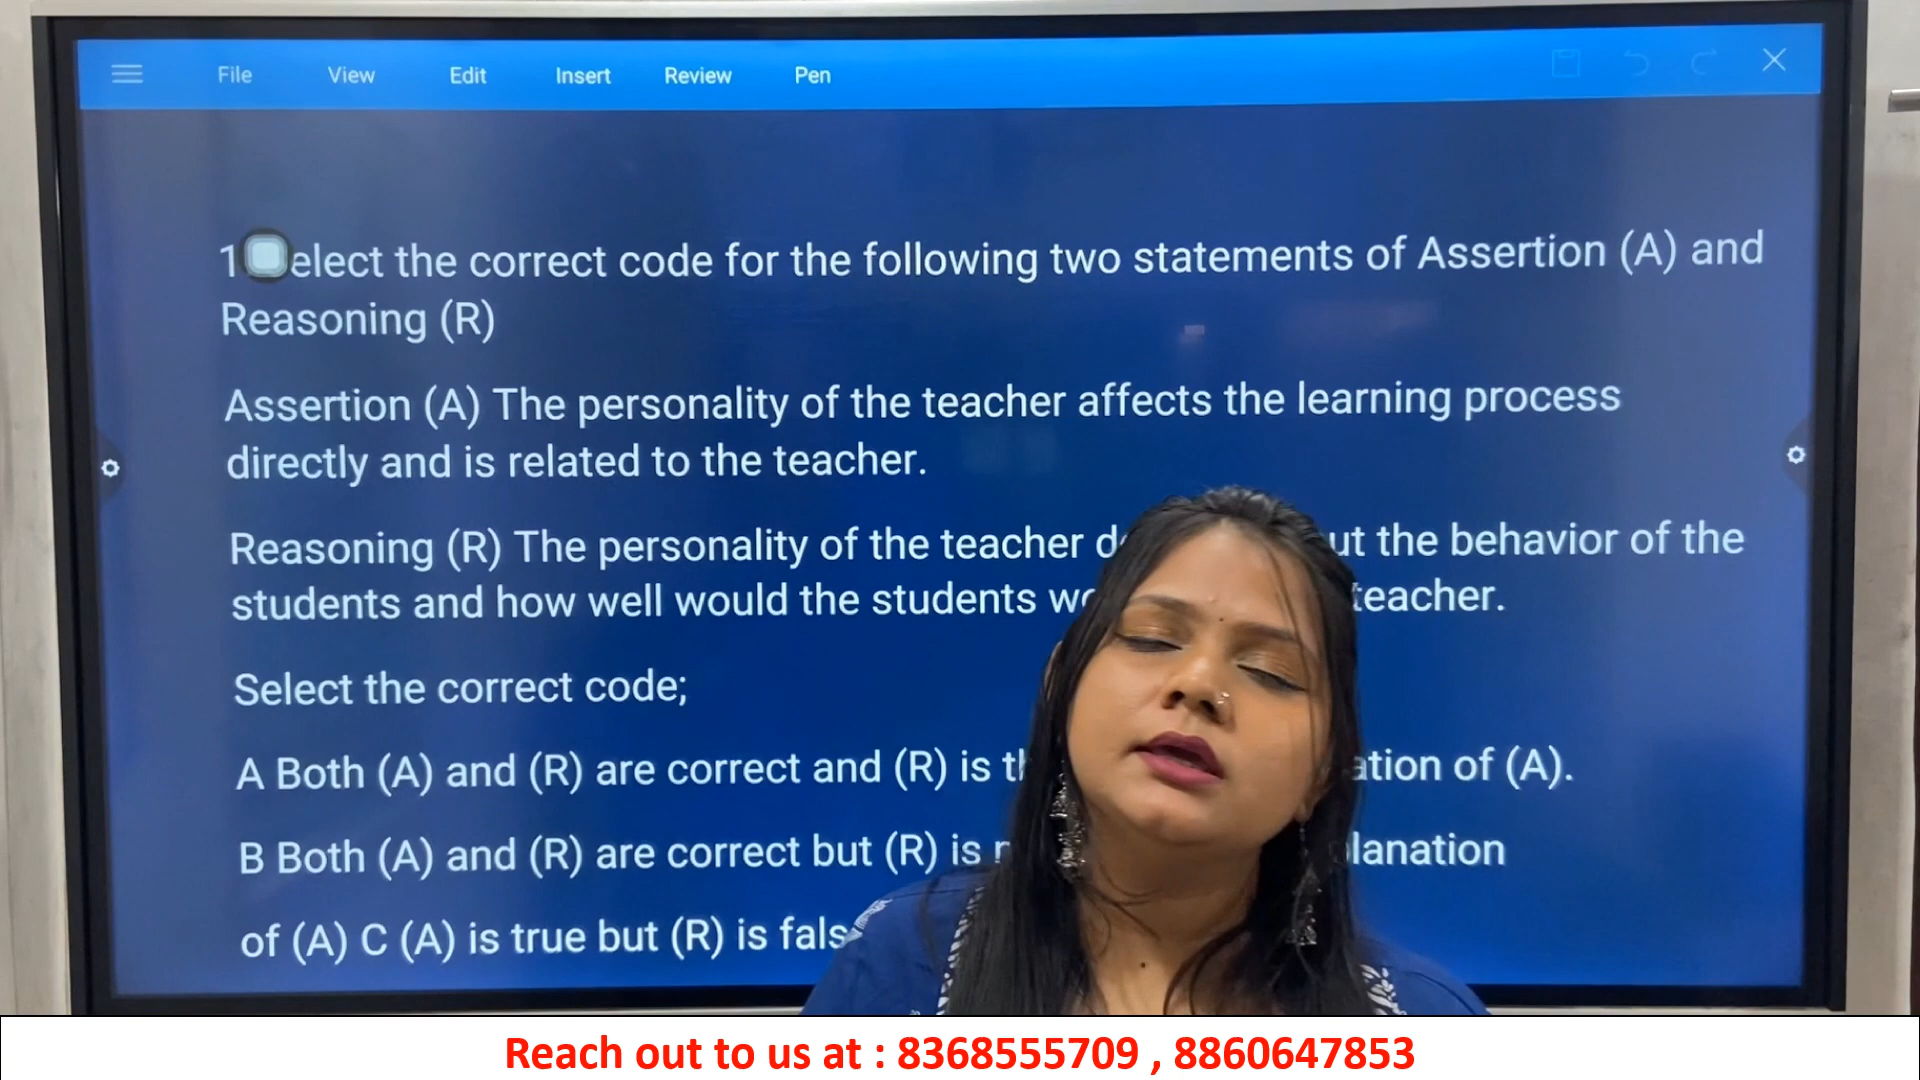 File View Edit Insert Review Pen
1 elect the correct code for the following two statements of Assertion (A) and
Reasoning (R)
Assertion (A) The personality of the teacher affects the learning process
directly and is related to the teacher.
Reasoning (R) The personality of the teacher ut the behavior of the
students and how well would the students teacher.
Select the correct code;
A Both (A) and (R) are correct and (R) is ation of (A).
B Both (A) and (R) are correct but (R) is lanation
of (A) C (A) is true but (R) is fals
Reach out to us at : 8368555709 , 8860647853